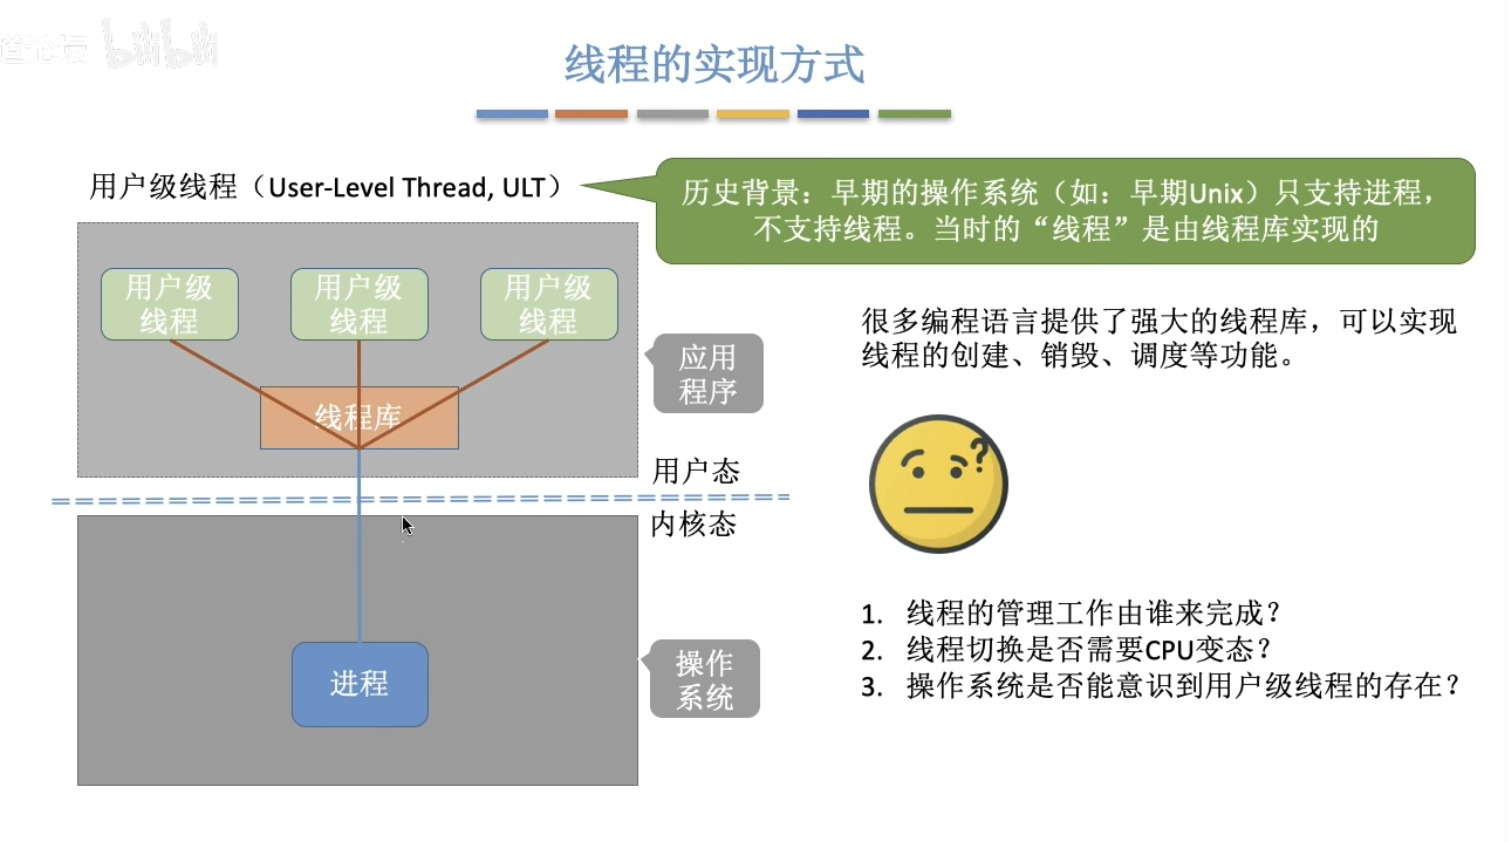 道论坛 bilibili
线程的实现方式
用户级线程（User-Level Thread, ULT）
历史背景：早期的操作系统（如：早期Unix）只支持进程，
不支持线程。当时的“线程”是由线程库实现的
用户级
线程
用户级
线程
用户级
线程
线程库
应用
程序
用户态
内核态
进程
操作
系统
很多编程语言提供了强大的线程库，可以实现
线程的创建、销毁、调度等功能。
?
1. 线程的管理工作由谁来完成？
2. 线程切换是否需要CPU变态？
3. 操作系统是否能意识到用户级线程的存在？